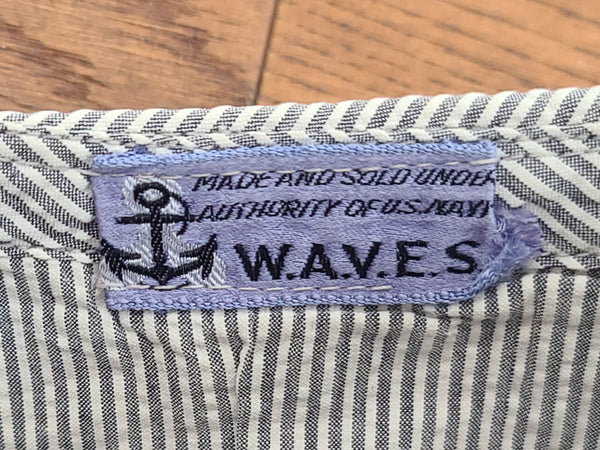 MADE AND SOLD UNDER
AUTHORITY OF U.S. NAVY
W.A.V.E.S